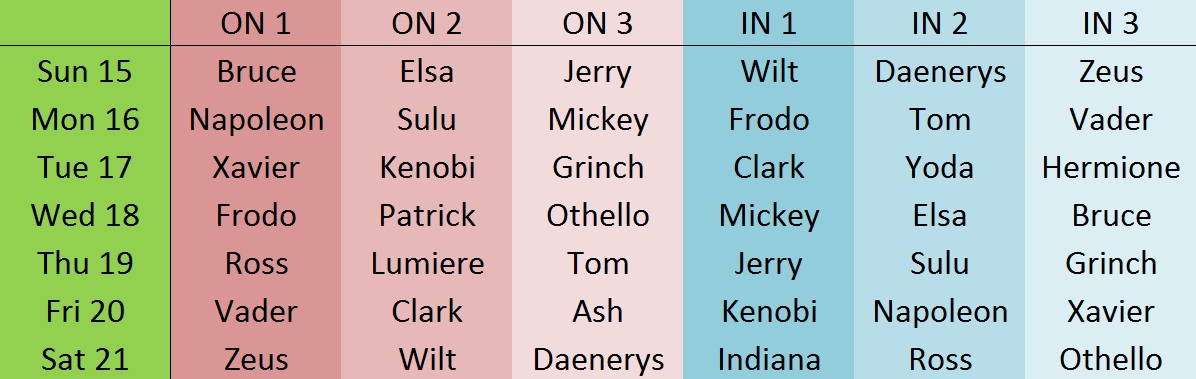 ON 1 ON 2 ON 3 IN 1 IN 2 IN 3
Sun 15 Bruce Elsa Jerry Wilt Daenerys Zeus
Mon 16 Napoleon Sulu Mickey Frodo Tom Vader
Tue 17 Xavier Kenobi Grinch Clark Yoda Hermione
Wed 18 Frodo Patrick Othello Mickey Elsa Bruce
Thu 19 Ross Lumiere Tom Jerry Sulu Grinch
Fri 20 Vader Clark Ash Kenobi Napoleon Xavier
Sat 21 Zeus Wilt Daenerys Indiana Ross Othello